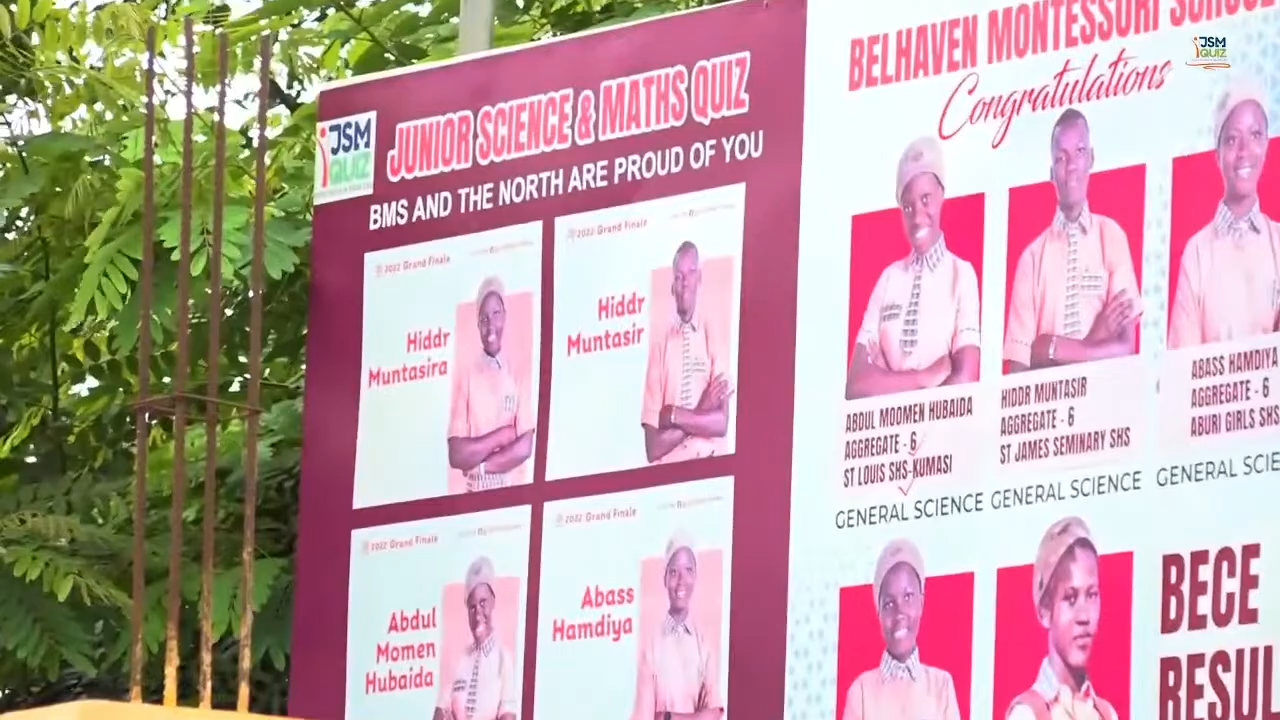 JSM
QUIZ
JUNIOR SCIENCE & MATHS QUIZ
BMS AND THE NORTH ARE PROUD OF YOU
2022 Grand Finale
Hiddr
Muntasira
2022 Grand Finale
Hiddr
Muntasir
2022 Grand Finale
Abdul
Momen
Hubaida
2022 Grand Finale
Abass
Hamdiya
BELHAVEN MONTESSORI SCHOOL
Congratulations
ABDUL MOOMEN HUBAIDA
AGGREGATE - 6
ST LOUIS SHS-KUMASI
GENERAL SCIENCE
HIDDR MUNTASIR
AGGREGATE - 6
ST JAMES SEMINARY SHS
GENERAL SCIENCE
ABASS HAMDIYA
AGGREGATE - 6
ABURI GIRLS SHS
GENERAL SCIE
BECE
RESUL
JSM
QUIZ